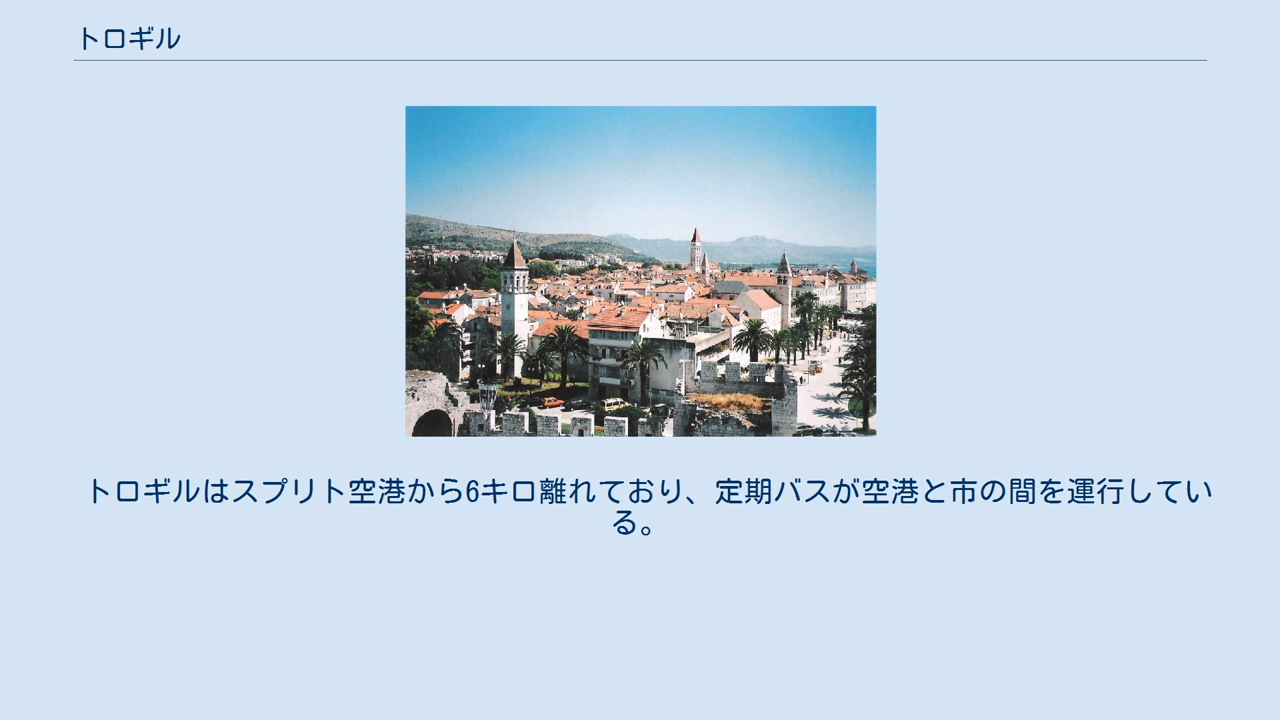 トロギル
トロギルはスプリト空港から6キロ離れており、定期バスが空港と市の間を運行してい
る。